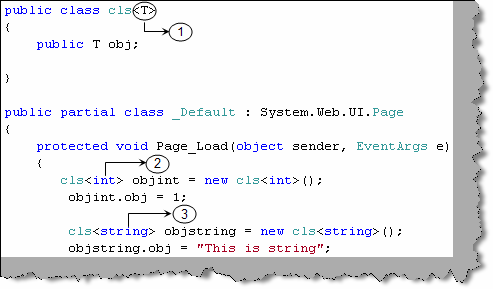 public class cls<T>
1
{
public T obj;
}
public partial class _Default : System.Web.UI.Page
{
protected void Page_Load(object sender, EventArgs e)
{
2
cls<int> objint = new cls<int>();
objint.obj = 1;
3
cls<string> objstring = new cls<string>();
objstring.obj = "This is string";